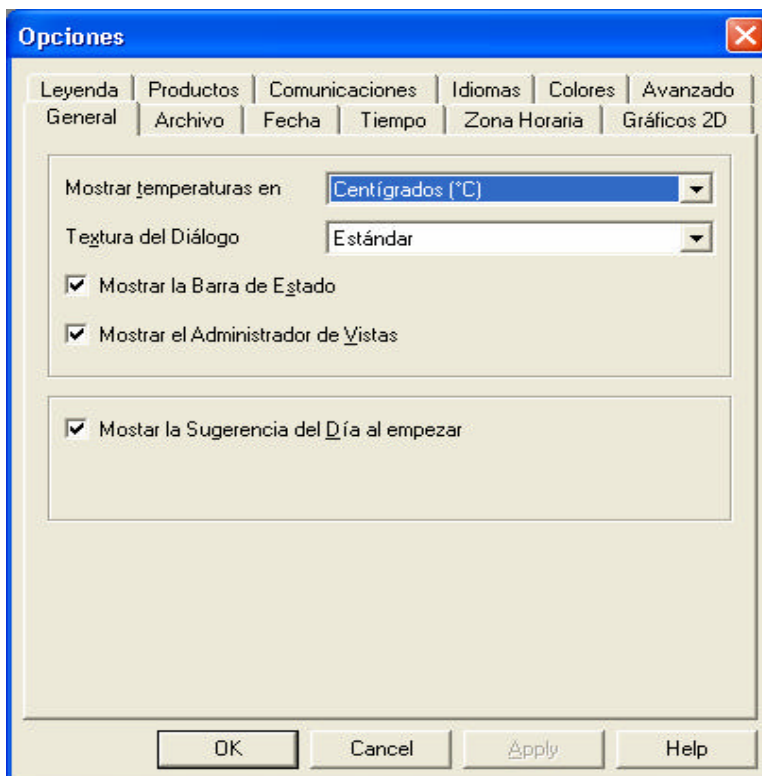 Opciones
Leyenda Productos Comunicaciones Idiomas Colores Avanzado
General Archivo Fecha Tiempo Zona Horaria Gráficos 2D
Mostrar temperaturas en Centígrados (°C)
Textura del Diálogo Estándar
Mostrar la Barra de Estado
Mostrar el Administrador de Vistas
Mostar la Sugerencia del Día al empezar
OK Cancel Apply Help